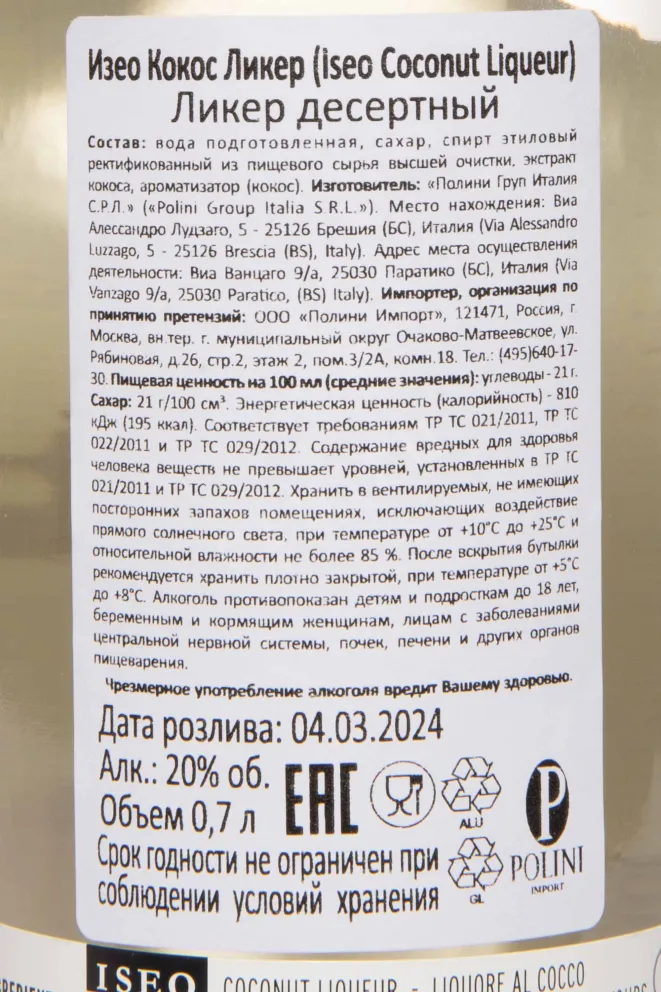 Изео Кокос Ликер (iseo Coconut Liqueur)
Ликер десертный
Состав: вода подготовленная, сахар, спирт этиловый
ректификованный из пищевого сырья высшей очистки, экстракт
кокоса, ароматизатор (кокос). Изготовитель: «Полини Груп Италия
С.Р.Л.» («Polini Group Italia S.R.L.»). Место нахождения: Виа
Алессандро Лудзаго, 5 - 25126 Брешия (БС), Италия (Via Alessandro
Luzzago, 5 - 25126 Brescia (BS), Italy). Адрес места осуществления
деятельности: Виа Ванцаго 9/а, 25030 Паратико (БС), Италия (Via
Vanzago 9/a, 25030 Paratico, (BS) Italy). Импортер, организация по
принятию претензий: ООО «Полини Импорт», 121471, Россия, г.
Москва, вн.тер. г. муниципальный округ Очаково-Матвеевское, ул.
Рябиновая, д.26, стр.2, этаж 2, пом.3/2А, комн.18. Тел.: (495)640-17-
30. Пищевая ценность на 100 мл (средние значения): углеводы - 21 г.
Сахар: 21 г/100 см³. Энергетическая ценность (калорийность) - 810
кДж (195 ккал). Соответствует требованиям ТР ТС 021/2011, ТР ТС
022/2011 и ТР ТС 029/2012. Содержание вредных для здоровья
человека веществ не превышает уровней, установленных в ТР ТС
021/2011 и ТР ТС 029/2012. Хранить в вентилируемых, не имеющих
посторонних запахов помещениях, исключающих воздействие
прямого солнечного света, при температуре от +10°С до +25°С и
относительной влажности не более 85 %. После вскрытия бутылки
рекомендуется хранить плотно закрытой, при температуре от +5°С
до +8°С. Алкоголь противопоказан детям и подросткам до 18 лет,
беременным и кормящим женщинам, лицам с заболеваниями
центральной нервной системы, почек, печени и других органов
пищеварения.
Чрезмерное употребление алкоголя вредит Вашему здоровью.
Дата розлива: 04.03.2024
Алк.: 20% об.
Объем 0,7 л
EAC
ALU
GL
P
POLINI
IMPORT
Срок годности не ограничен при
соблюдении условий хранения
ISEO
COCONUT LIQUEUR - LIQUORE AL COCCO